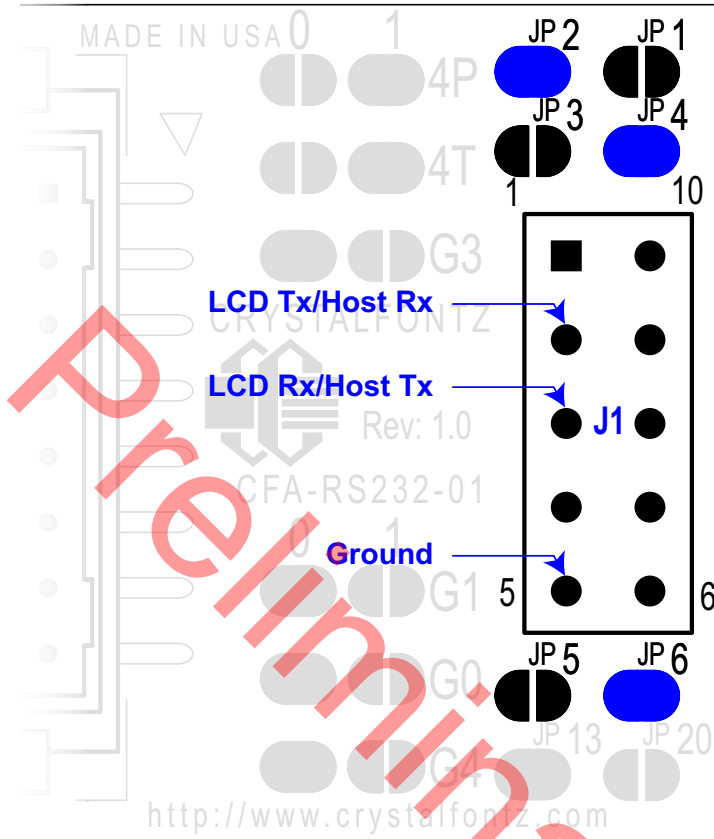 MADE IN USA 0 1 JP 2 JP 1
4P
JP 3 JP 4
4T
1 10
G3
LCD Tx/Host Rx
CRYSTALFONTZ
LCD Rx/Host Tx
J1
Rev: 1.0
CFA-RS232-01
0 1
Ground
G1
5 6
JP 5 JP 6
G0
JP 13 JP 20
G4
http://www.crystalfontz.com